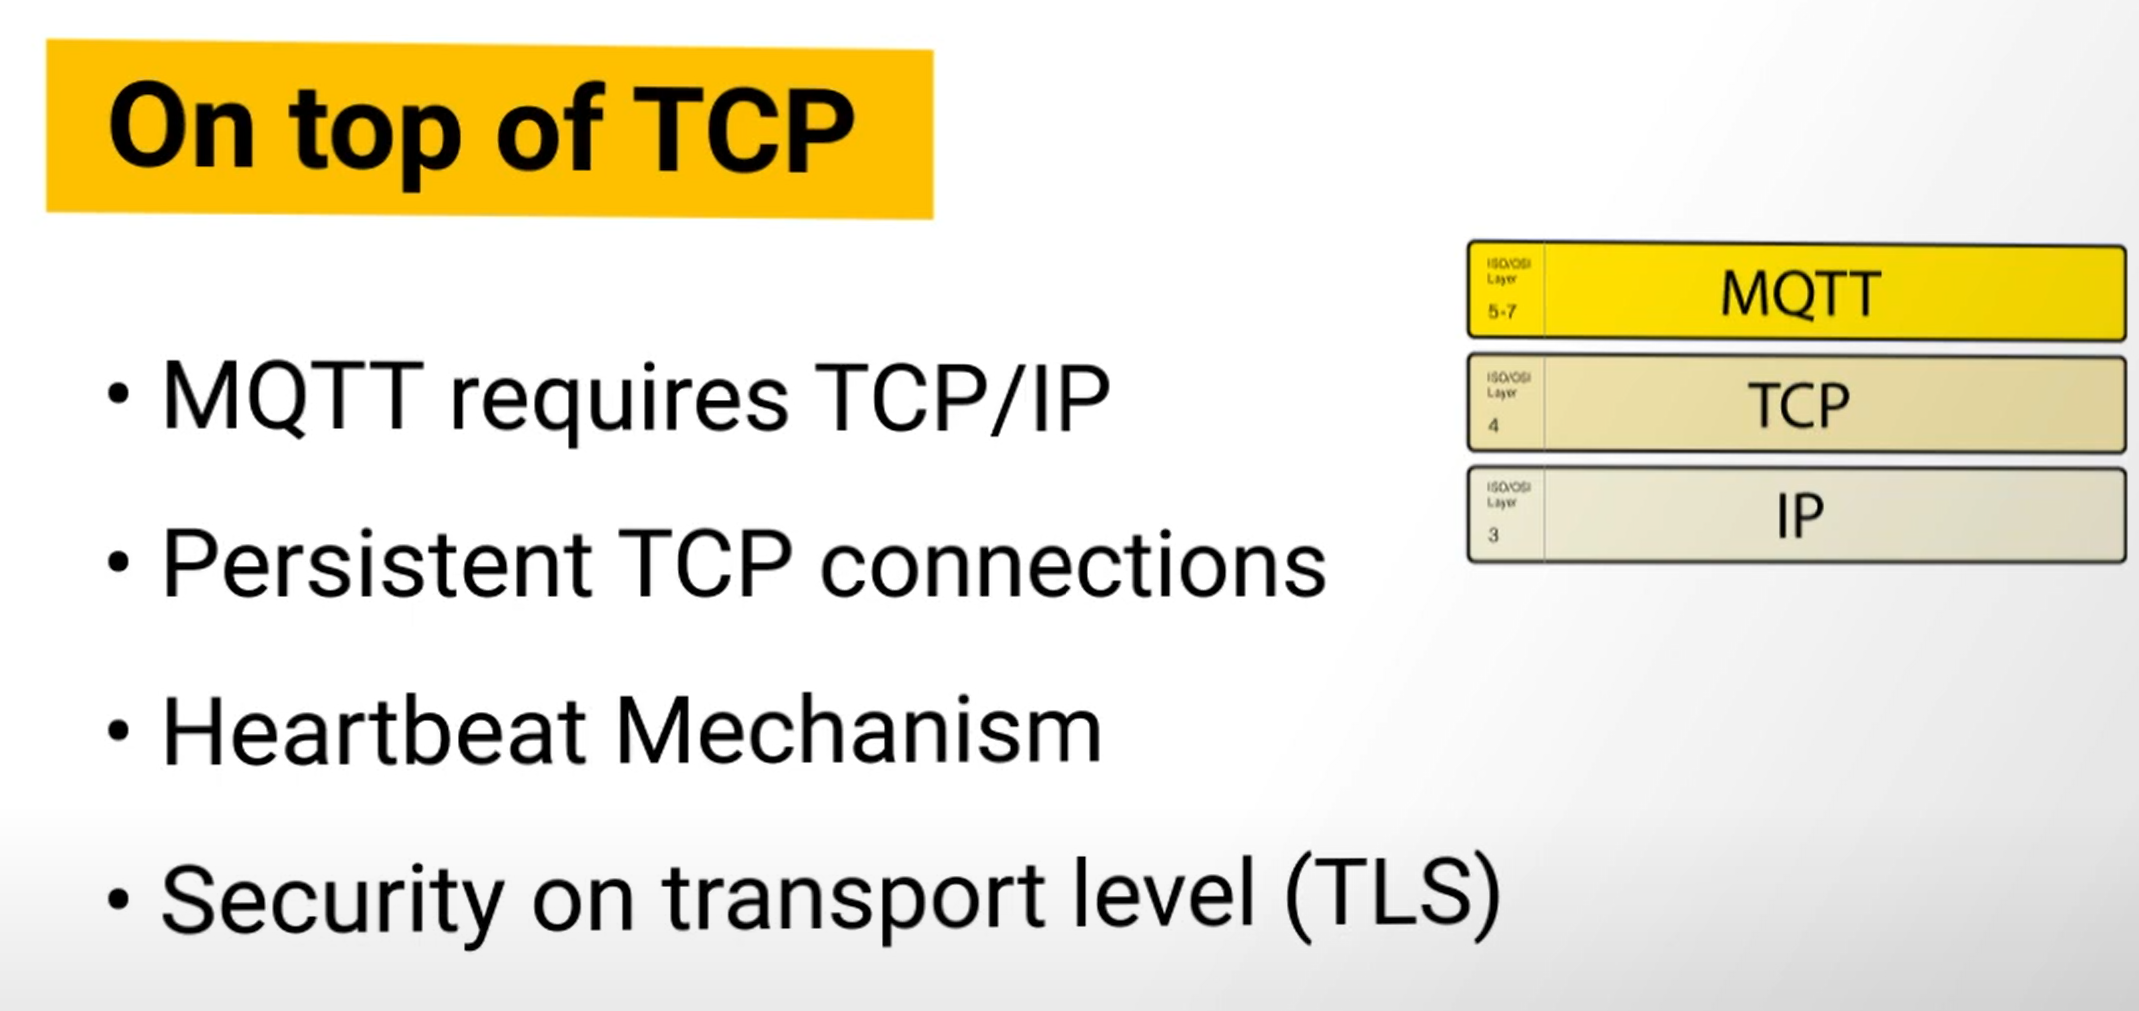 On top of TCP
• MQTT requires TCP/IP
• Persistent TCP connections
• Heartbeat Mechanism
• Security on transport level (TLS)
ISO/OSI
Layer
5-7
MQTT
ISO/OSI
Layer
4
TCP
ISO/OSI
Layer
3
IP